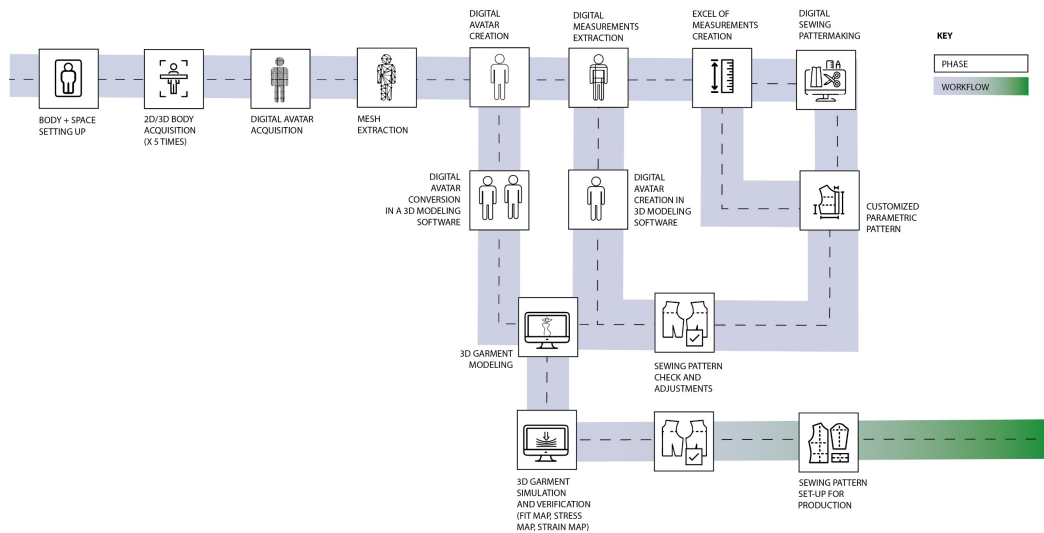 DIGITAL
AVATAR
CREATION
DIGITAL
MEASUREMENTS
EXTRACTION
EXCEL OF
MEASUREMENTS
CREATION
DIGITAL
SEWING
PATTERMAKING
KEY
PHASE
WORKFLOW
BODY + SPACE
SETTING UP
2D/3D BODY
ACQUISITION
(X 5 TIMES)
DIGITAL AVATAR
ACQUISITION
MESH
EXTRACTION
DIGITAL
AVATAR
CONVERSION
IN A 3D MODELING
SOFTWARE
DIGITAL
AVATAR
CREATION IN
3D MODELING
SOFTWARE
CUSTOMIZED
PARAMETRIC
PATTERN
3D GARMENT
MODELING
SEWING PATTERN
CHECK AND
ADJUSTMENTS
3D GARMENT
SIMULATION
AND VERIFICATION
(FIT MAP, STRESS
MAP, STRAIN MAP)
SEWING PATTERN
SET-UP FOR
PRODUCTION